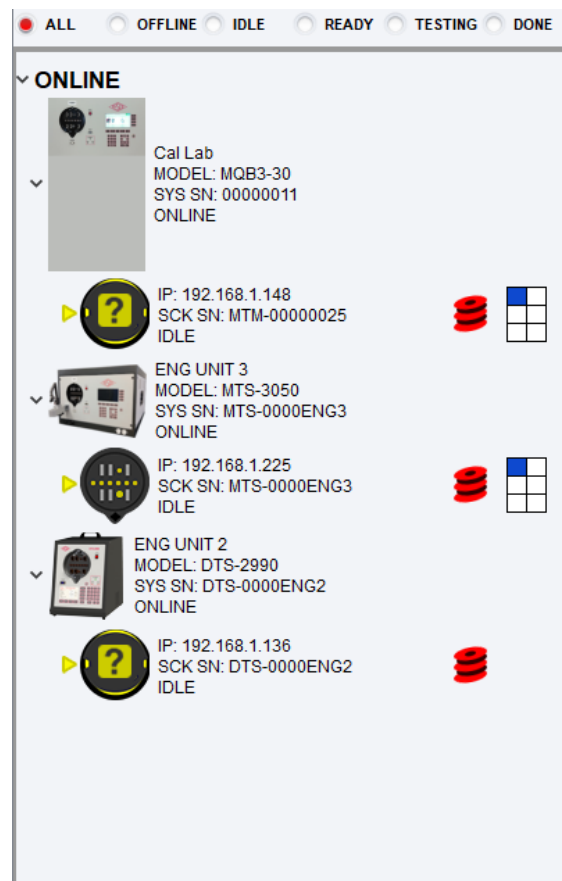 ALL OFFLINE IDLE READY TESTING DONE
ONLINE
Cal Lab
MODEL: MQB3-30
SYS SN: 00000011
ONLINE
?
IP: 192.168.1.148
SCK SN: MTM-00000025
IDLE
ENG UNIT 3
MODEL: MTS-3050
SYS SN: MTS-0000ENG3
ONLINE
IP: 192.168.1.225
SCK SN: MTS-0000ENG3
IDLE
ENG UNIT 2
MODEL: DTS-2990
SYS SN: DTS-0000ENG2
ONLINE
?
IP: 192.168.1.136
SCK SN: DTS-0000ENG2
IDLE